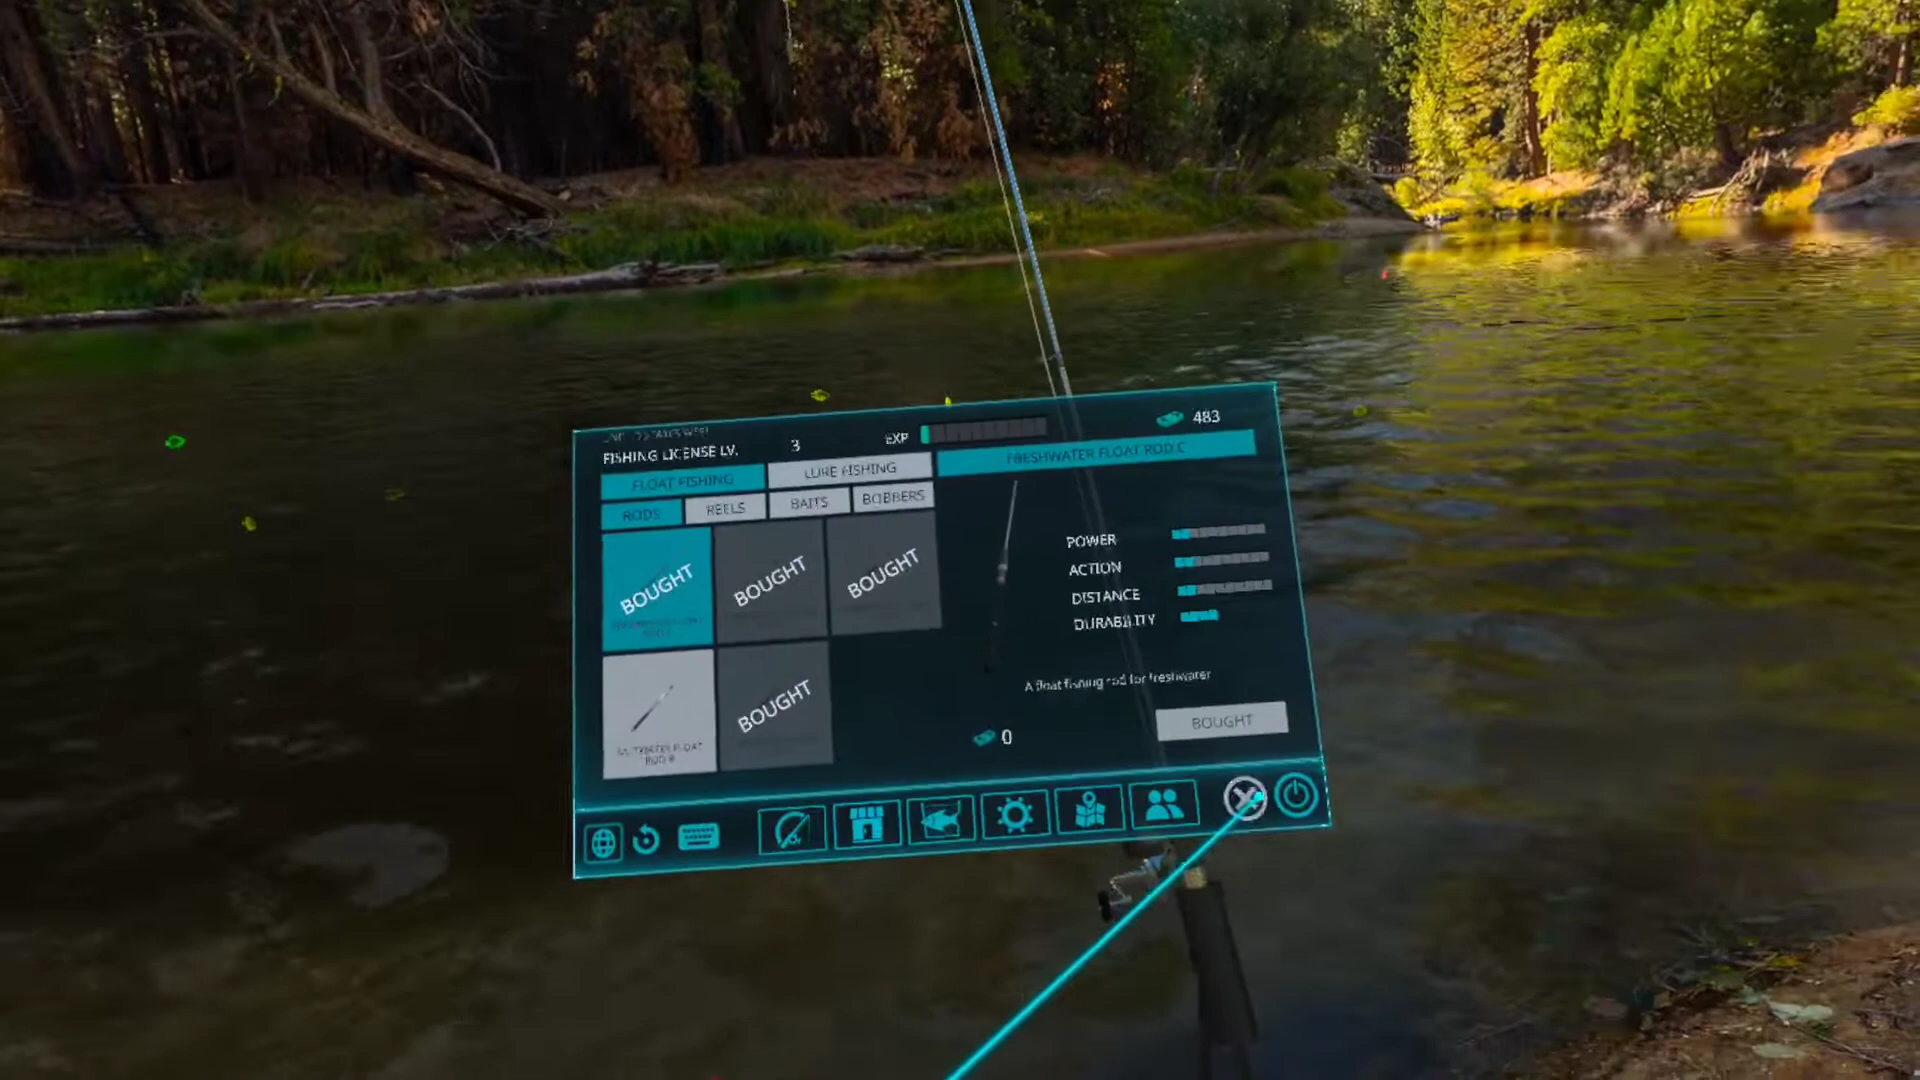 FISHING LICENSE LV. 3 EXP 483
FLOAT FISHING LURE FISHING
RODS REELS BAITS BOBBERS
FRESHWATER FLOAT ROD C
BOUGHT BOUGHT BOUGHT
BOUGHT
POWER
ACTION
DISTANCE
DURABILITY
A float fishing rod for freshwater
0
BOUGHT